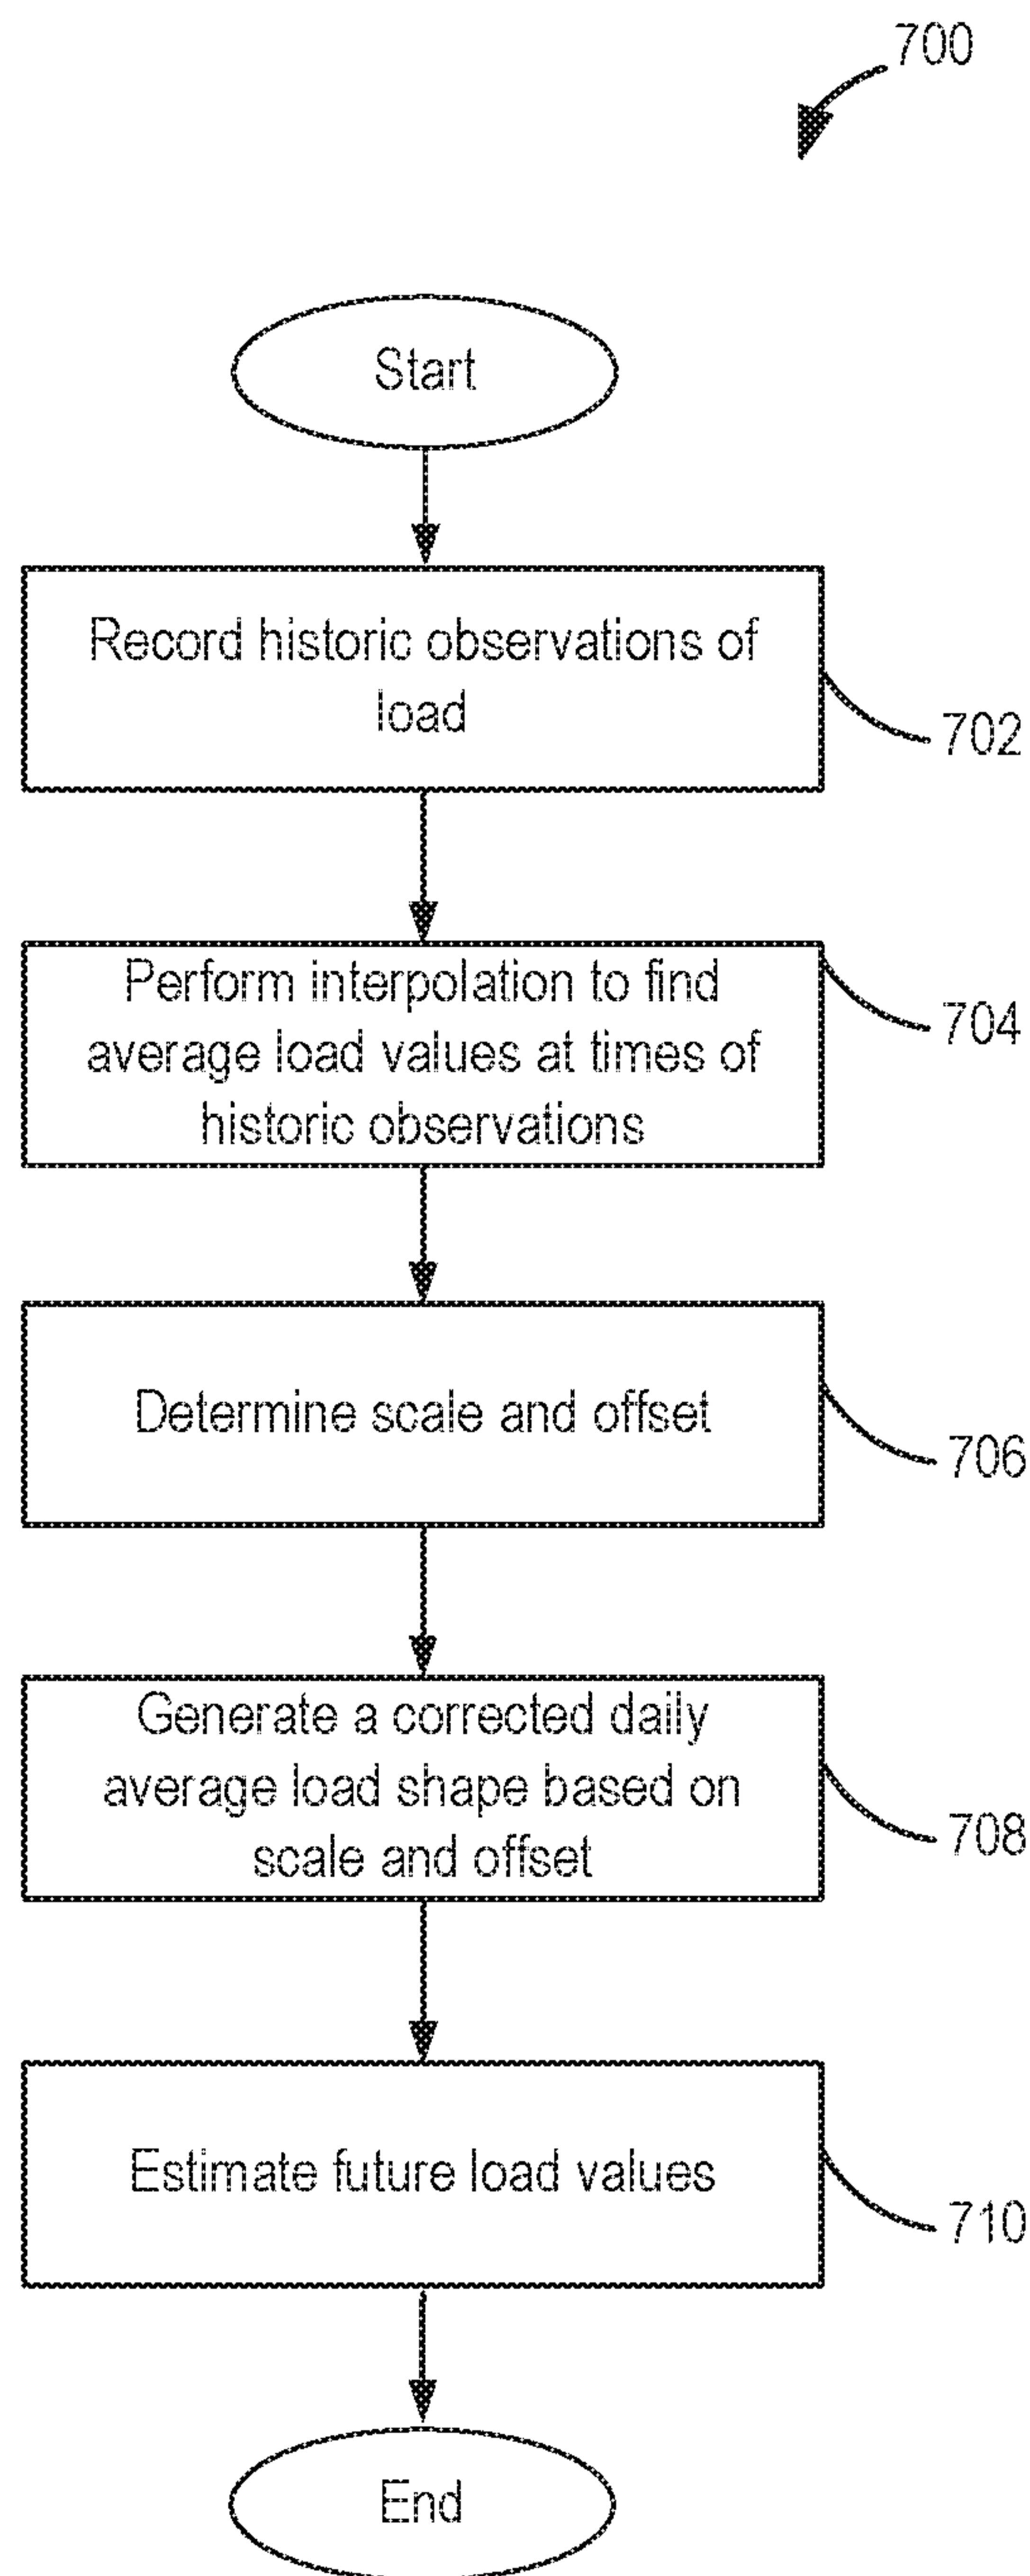 700
Start
Record historic observations of
load
702
Perform interpolation to find
average load values at times of
historic observations
704
Determine scale and offset
706
Generate a corrected daily
average load shape based on
scale and offset
708
Estimate future load values
710
End